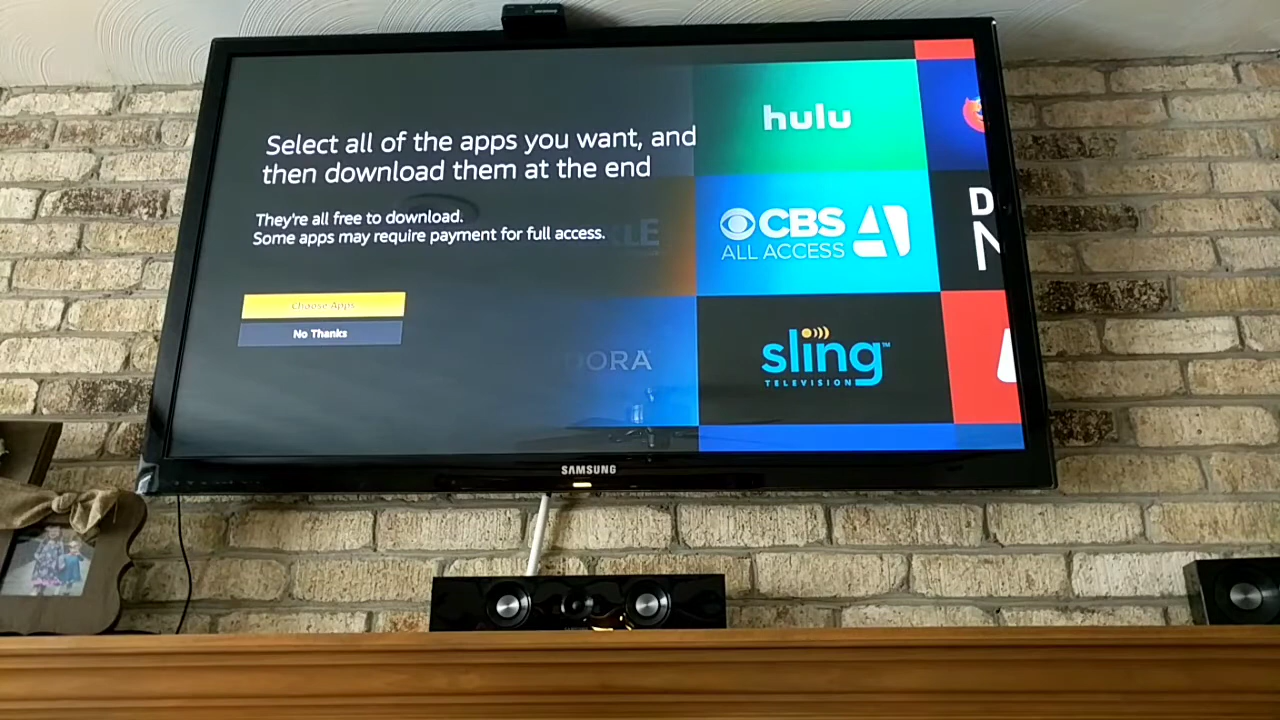 Select all of the apps you want, and
then download them at the end
They're all free to download.
Some apps may require payment for full access.
Choose Apps
No Thanks
hulu
CBS
ALL ACCESS
sling
TELEVISION
DORA
D
N
SAMSUNG